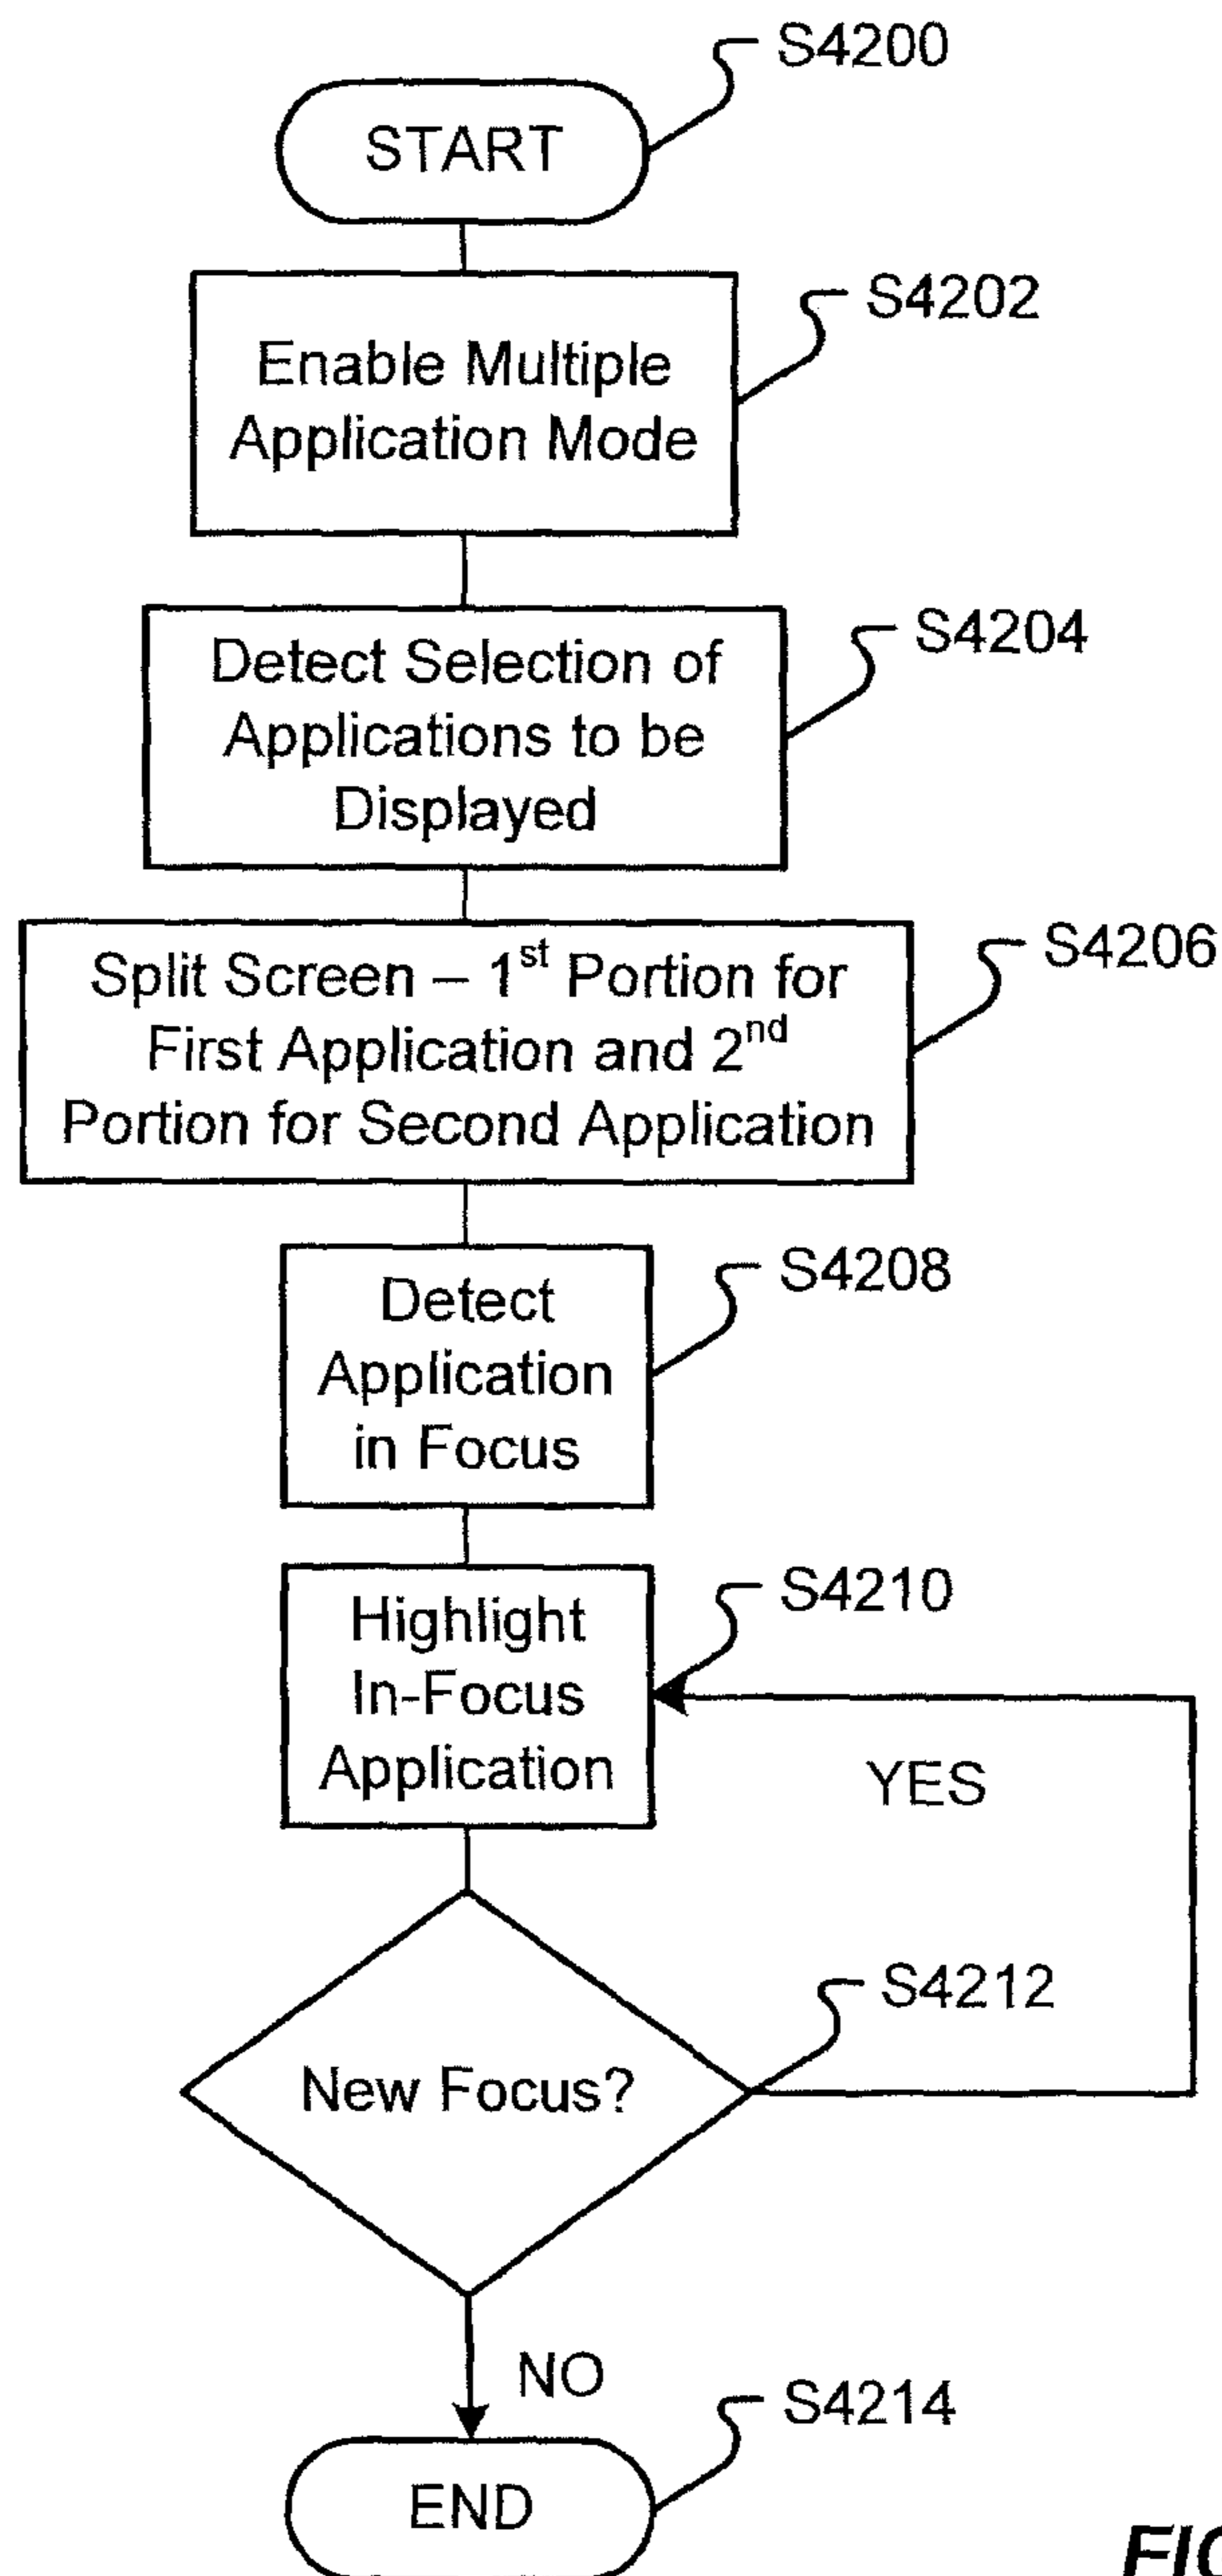 S4200
START
S4202
Enable Multiple
Application Mode
S4204
Detect Selection of
Applications to be
Displayed
S4206
Split Screen – 1st Portion for
First Application and 2nd
Portion for Second Application
S4208
Detect
Application
in Focus
S4210
Highlight
In-Focus
Application
YES
S4212
New Focus?
NO
S4214
END
FIG